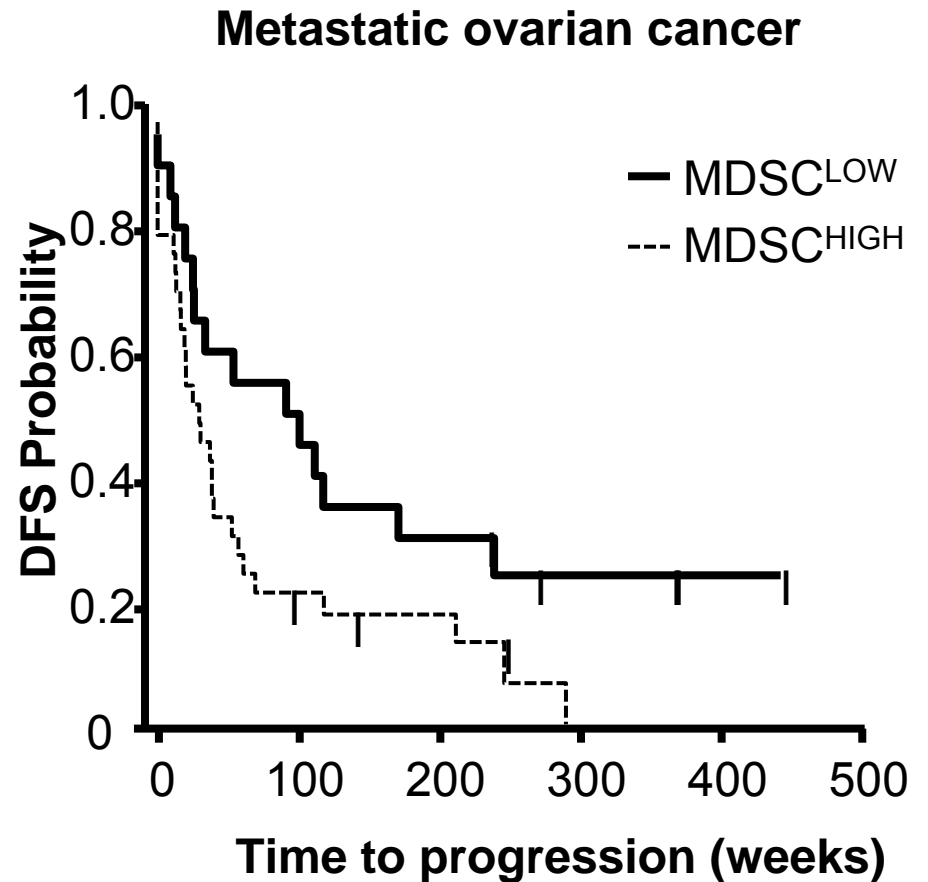 Metastatic ovarian cancer
DFS Probability
1.0
0.8
0.6
0.4
0.2
0
MDSCLOW
MDSCHIGH
0 100 200 300 400 500
Time to progression (weeks)